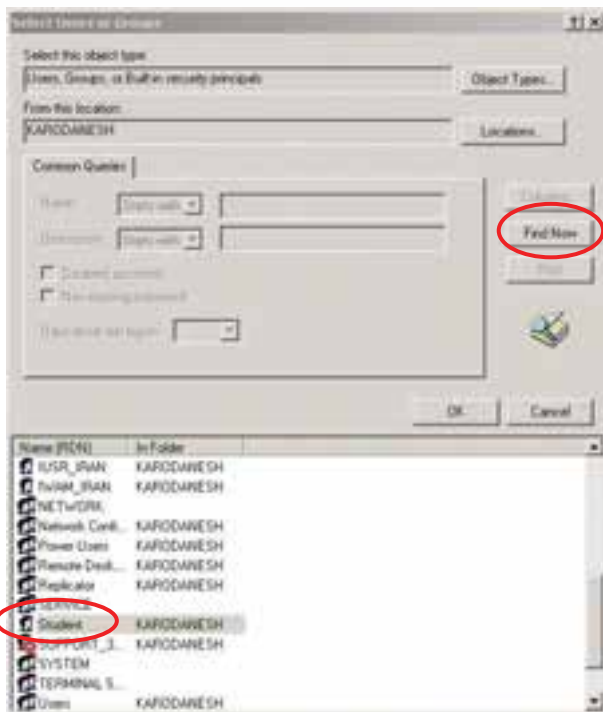 Select Users or Groups
Select this object type:
Users, Groups, or Built-in security principals
Object Types...
From this location:
KARODANESH
Locations...
Common Queries
Name:
Starts with
Columns...
Description:
Starts with
Find Now
Disabled accounts
Stop
Non expiring password
Days since last logon:
OK
Cancel
Name (RDN)
In Folder
IUSR_IRAN KARODANESH
IWAM_IRAN KARODANESH
NETWORK
Network Confi... KARODANESH
Power Users KARODANESH
Remote Desk... KARODANESH
Replicator KARODANESH
SERVICE
Student KARODANESH
SUPPORT_3... KARODANESH
SYSTEM
TERMINAL S...
Users KARODANESH